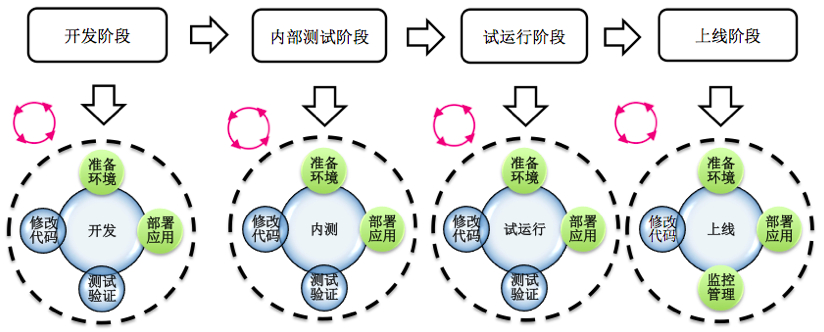 开发阶段
内部测试阶段
试运行阶段
上线阶段
准备
环境
修改
代码
开发
部署
应用
测试
验证
准备
环境
修改
代码
内测
部署
应用
测试
验证
准备
环境
修改
代码
试运行
部署
应用
测试
验证
准备
环境
修改
代码
上线
部署
应用
监控
管理